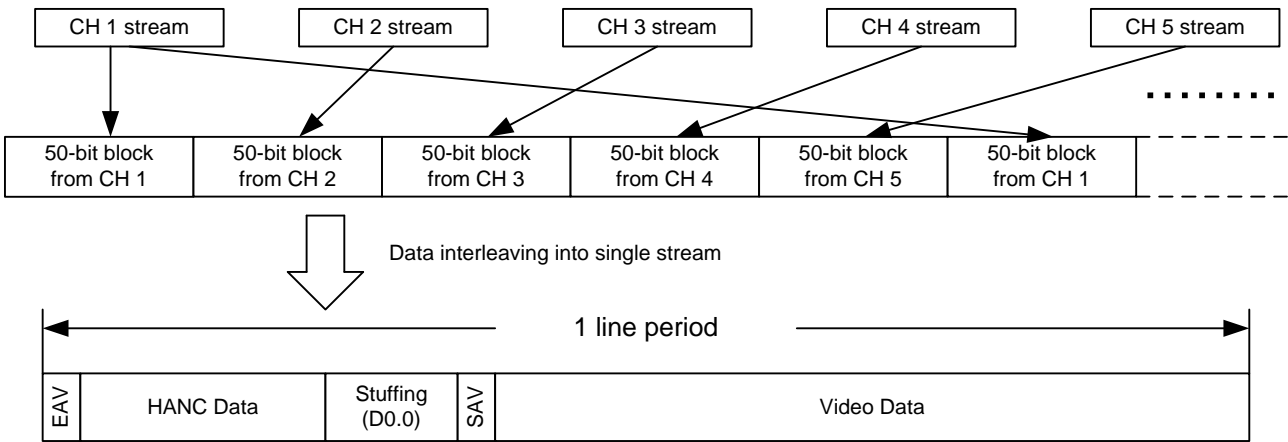 CH 1 stream
CH 2 stream
CH 3 stream
CH 4 stream
CH 5 stream
50-bit block
from CH 1
50-bit block
from CH 2
50-bit block
from CH 3
50-bit block
from CH 4
50-bit block
from CH 5
50-bit block
from CH 1
Data interleaving into single stream
1 line period
EAV
HANC Data
Stuffing
(D0.0)
SAV
Video Data